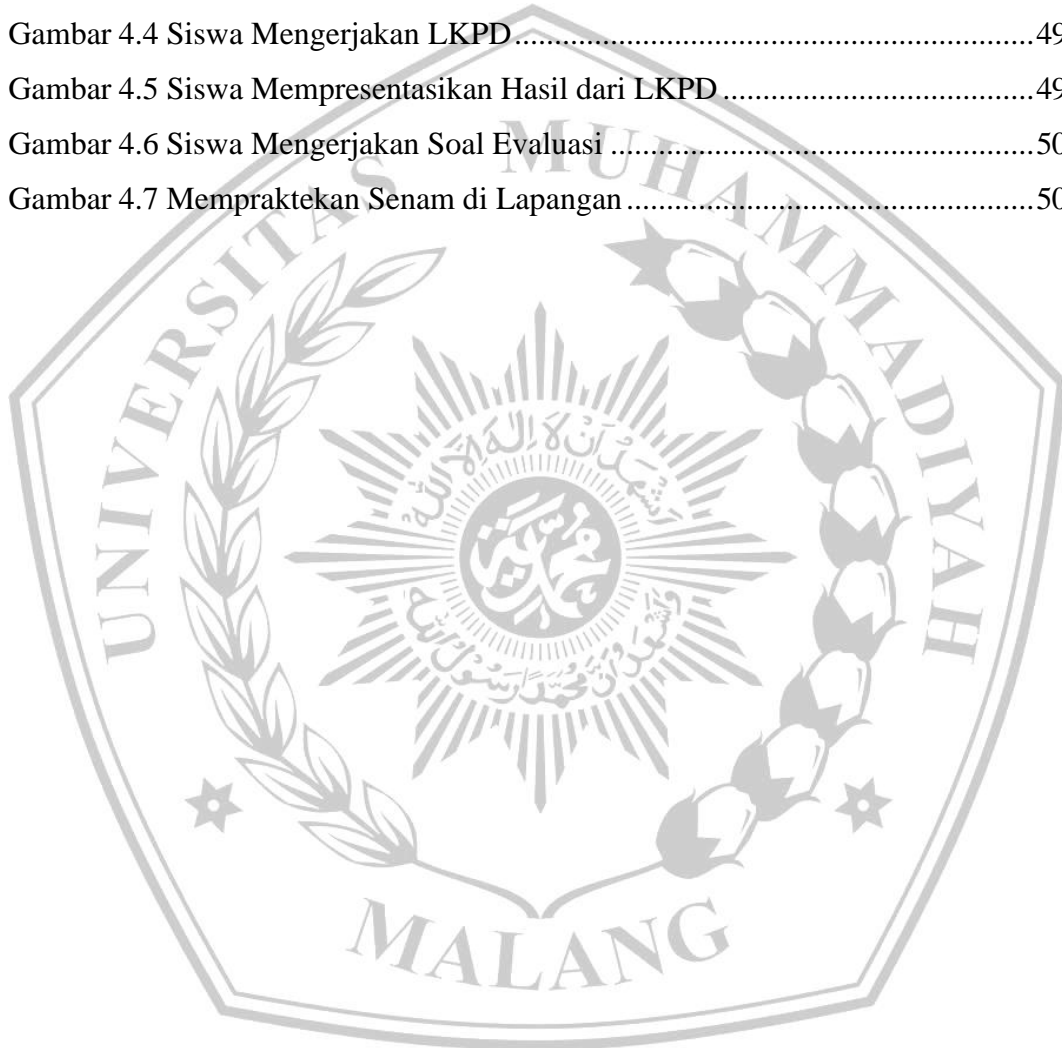 Gambar 4.4 Siswa Mengerjakan LKPD..................................................................49
Gambar 4.5 Siswa Mempresentasikan Hasil dari LKPD.......................................49
Gambar 4.6 Siswa Mengerjakan Soal Evaluasi .....................................................50
Gambar 4.7 Mempraktekan Senam di Lapangan...................................................50
UNIVERSITAS MUHAMMADIYAH
MALANG